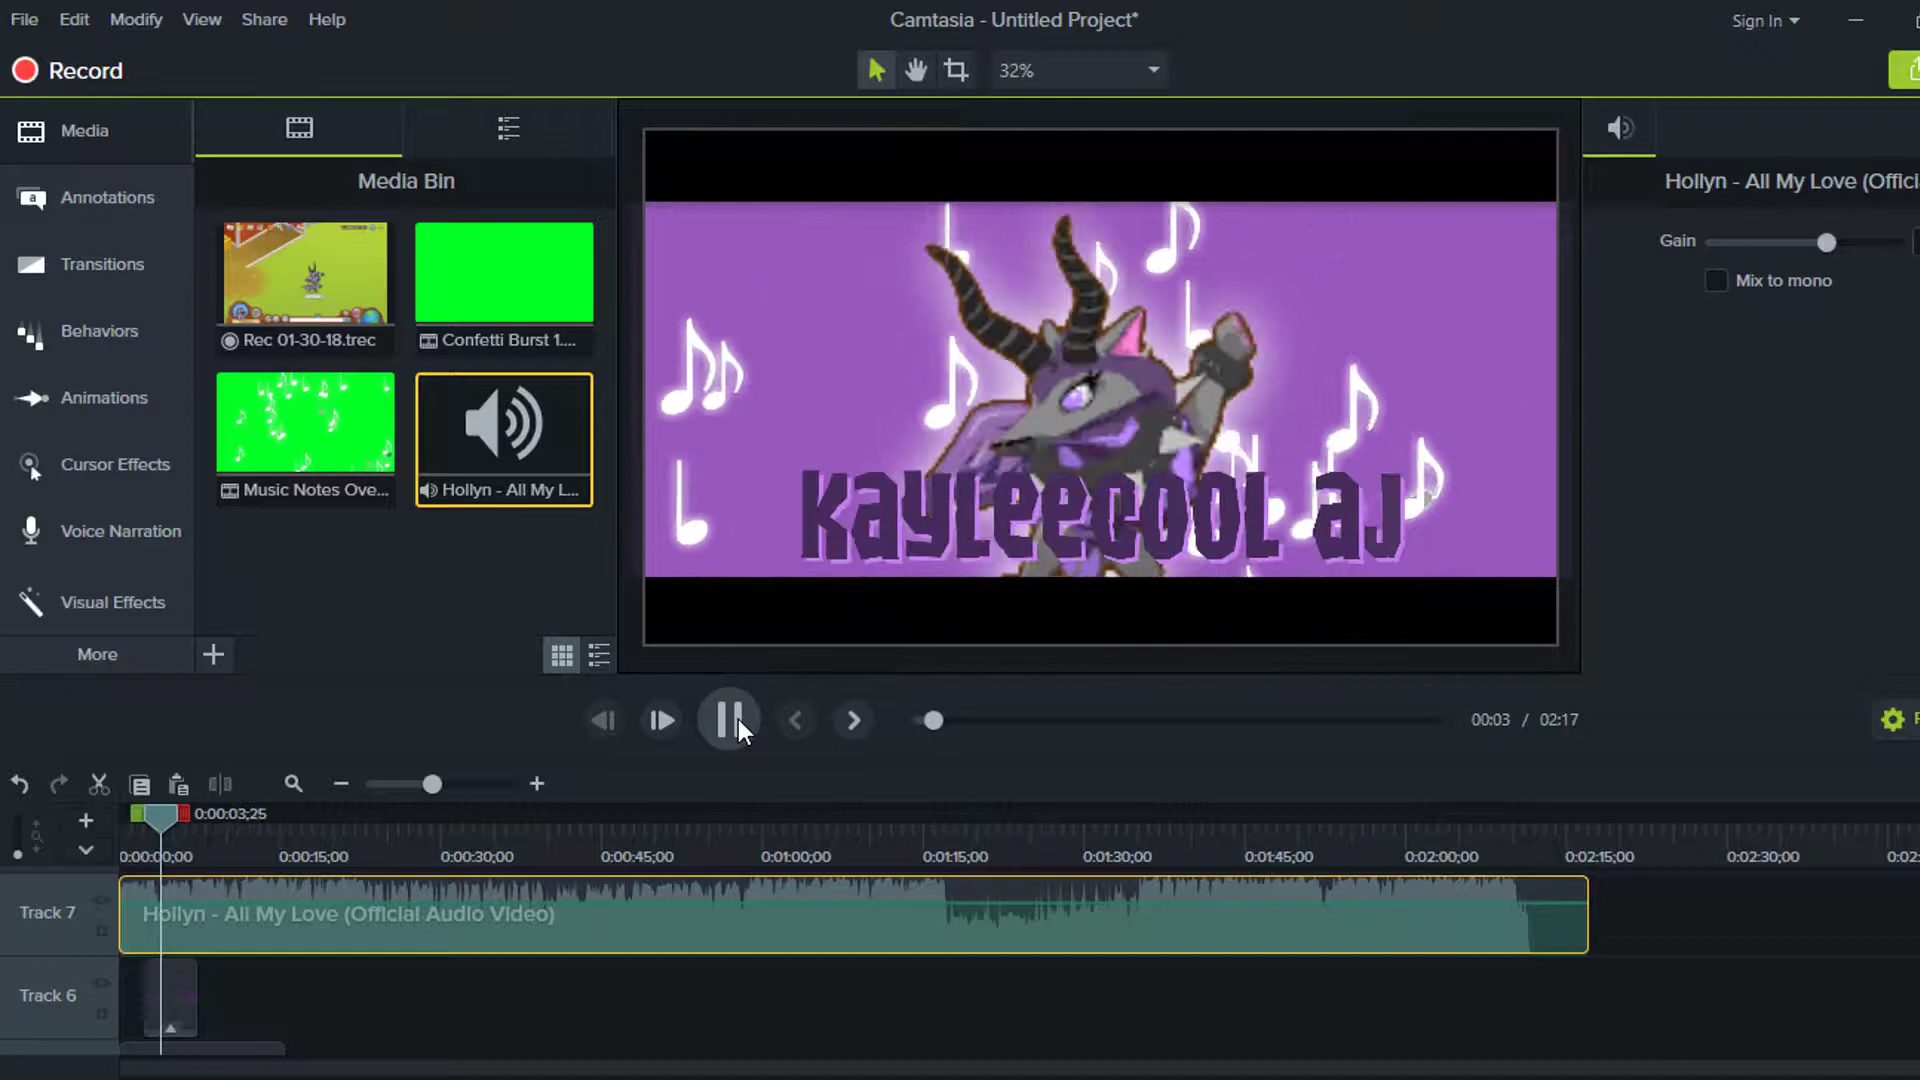 File Edit Modify View Share Help
Camtasia - Untitled Project*
Sign In
Record
32%
Media
Annotations
Transitions
Behaviors
Animations
Cursor Effects
Voice Narration
Visual Effects
More
Media Bin
Rec 01-30-18.trec
Confetti Burst 1....
Music Notes Ove...
Hollyn - All My L...
KAYLEECOOL AJ
Hollyn - All My Love (Offici
Gain
Mix to mono
00:03 / 02:17
0:00:03;25
0:00:00;00 0:00:15;00 0:00:30;00 0:00:45;00 0:01:00;00 0:01:15;00 0:01:30;00 0:01:45;00 0:02:00;00 0:02:15;00 0:02:30;00 0:02:
Track 7
Hollyn - All My Love (Official Audio Video)
Track 6